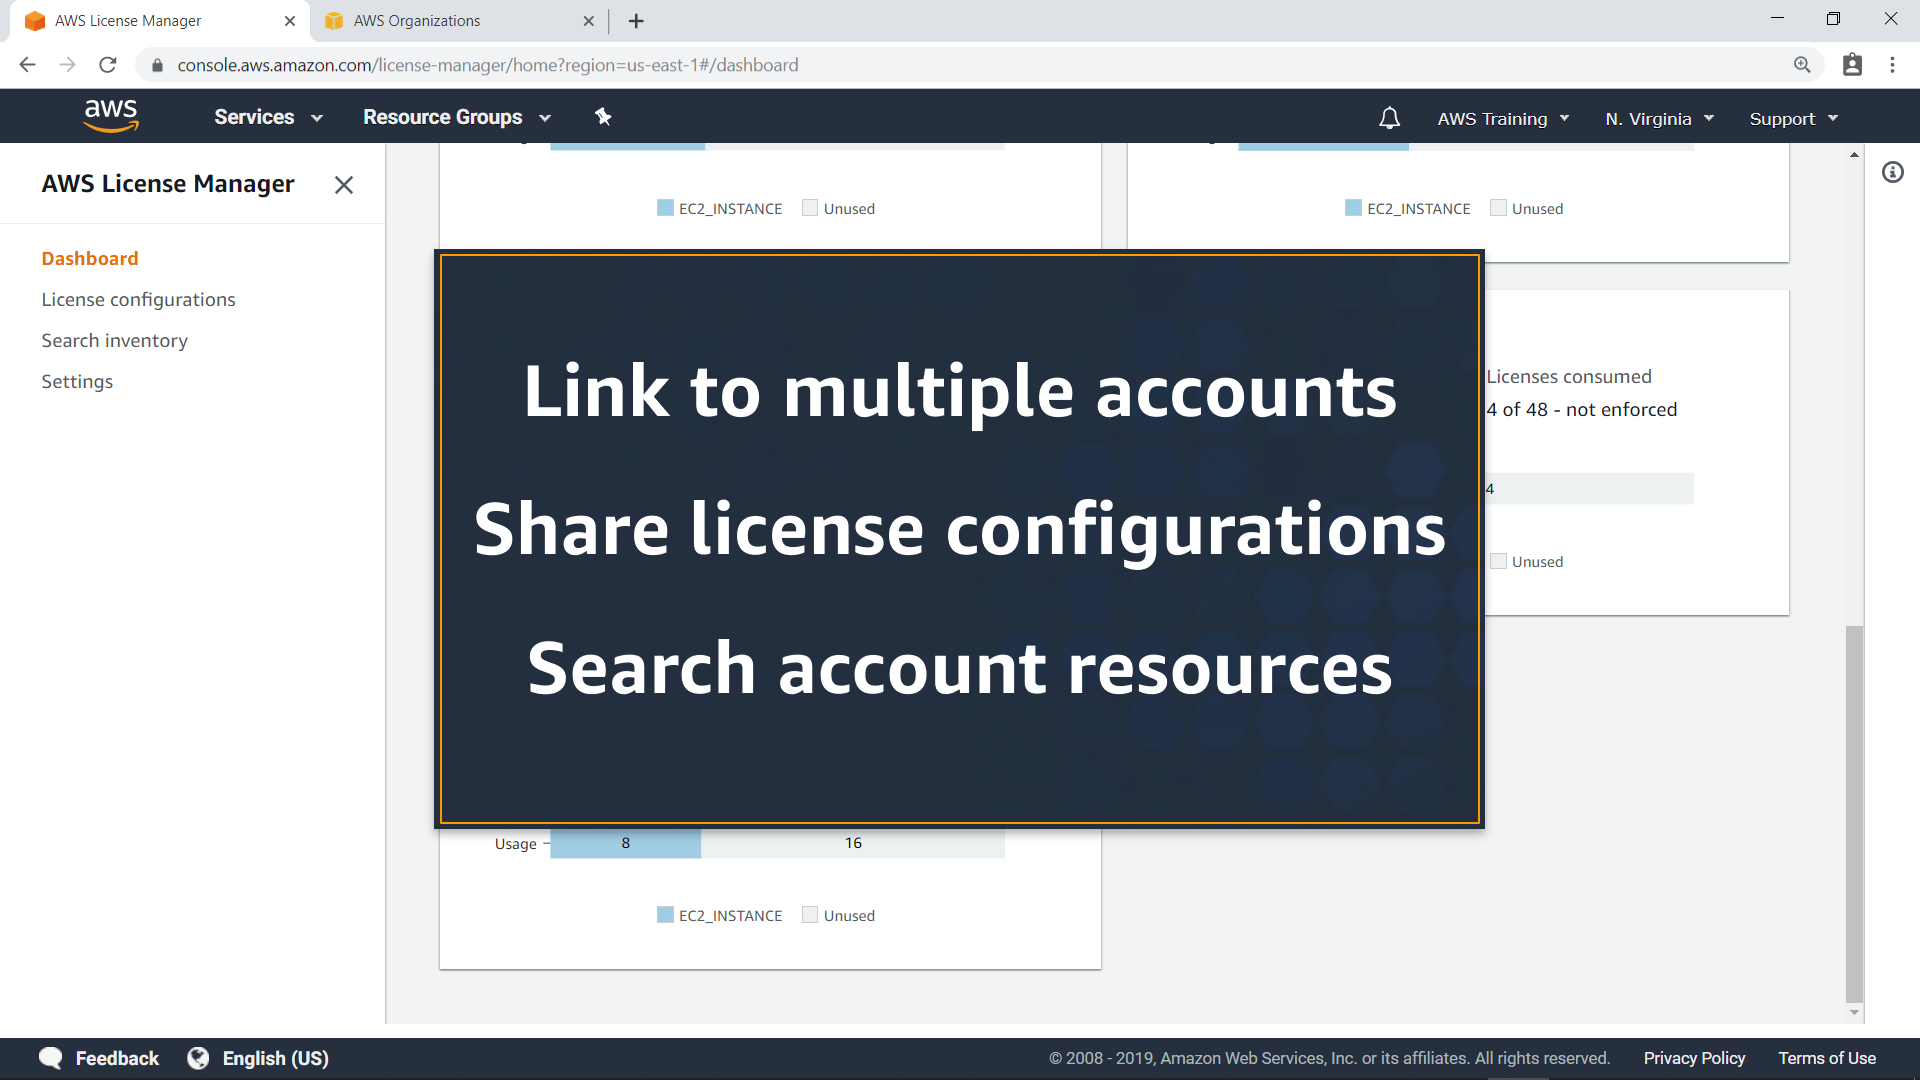 AWS License Manager
AWS Organizations
console.aws.amazon.com/license-manager/home?region=us-east-1#/dashboard
aws
Services
Resource Groups
AWS Training
N. Virginia
Support
AWS License Manager
Dashboard
License configurations
Search inventory
Settings
EC2_INSTANCE
Unused
EC2_INSTANCE
Unused
Link to multiple accounts
Share license configurations
Search account resources
Licenses consumed
4 of 48 - not enforced
4
Unused
Usage
8
16
EC2_INSTANCE
Unused
Feedback
English (US)
© 2008 - 2019, Amazon Web Services, Inc. or its affiliates. All rights reserved.
Privacy Policy
Terms of Use